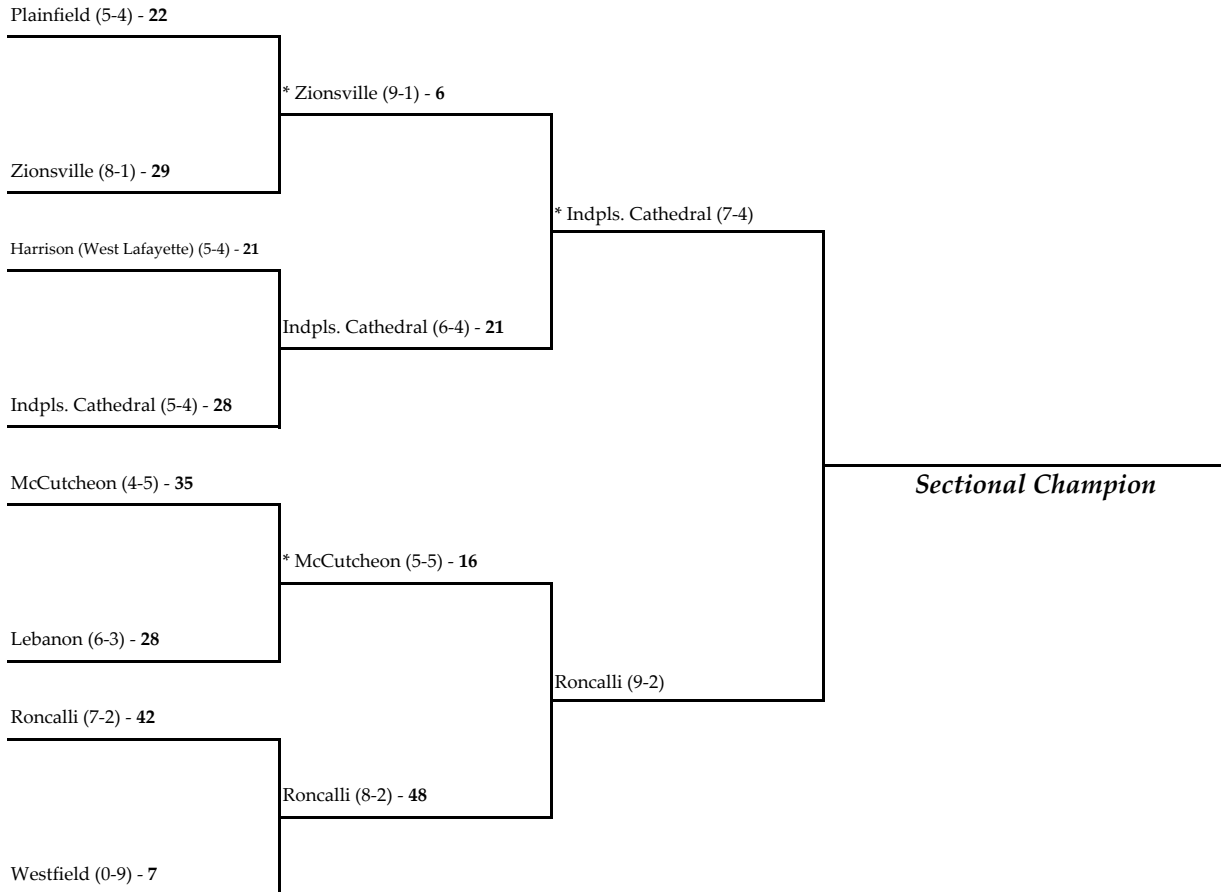 Plainfield (5-4) - 22
* Zionsville (9-1) - 6
Zionsville (8-1) - 29
* Indpls. Cathedral (7-4)
Harrison (West Lafayette) (5-4) - 21
Indpls. Cathedral (6-4) - 21
Indpls. Cathedral (5-4) - 28
McCutcheon (4-5) - 35
Sectional Champion
* McCutcheon (5-5) - 16
Lebanon (6-3) - 28
Roncalli (9-2)
Roncalli (7-2) - 42
Roncalli (8-2) - 48
Westfield (0-9) - 7